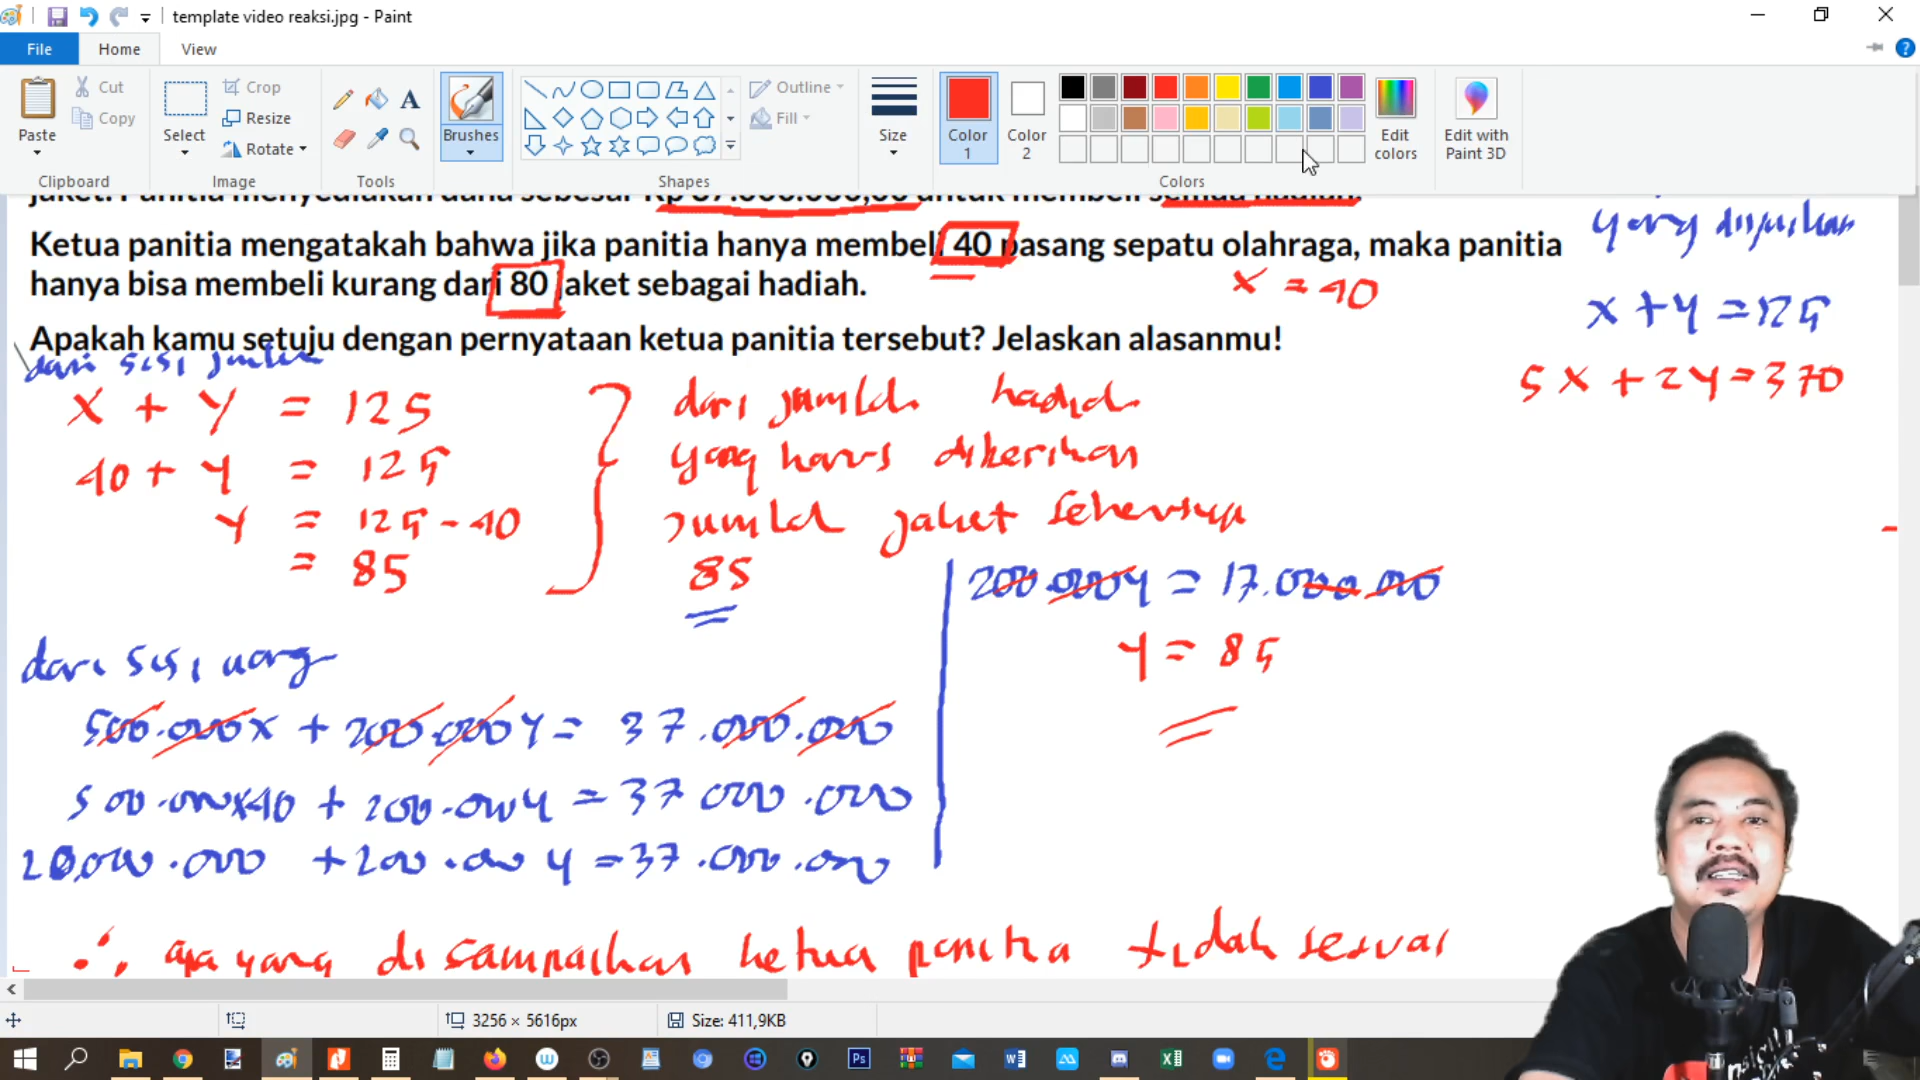 template video reaksi.jpg - Paint
File Home View
Paste
Cut
Copy
Clipboard
Select
Crop
Resize
Rotate
Image
Tools
Brushes
Outline
Fill
Shapes
Size
Color 1
Color 2
Edit colors
Colors
Edit with Paint 3D
Ketua panitia mengatakah bahwa jika panitia hanya membeli 40 pasang sepatu olahraga, maka panitia
hanya bisa membeli kurang dari 80 jaket sebagai hadiah.
x = 40
Apakah kamu setuju dengan pernyataan ketua panitia tersebut? Jelaskan alasanmu!
x + y = 125
5x + 2y = 370
dari sisi jumlah
x + y = 125
40 + y = 125
y = 125 - 40
= 85
dari jumlah hadiah
yang harus diberikan
jumlah jaket seharusnya
85
200.000y = 17.000.000
y = 85
dari sisi uang
500.000x + 200.000y = 37.000.000
500.000x40 + 200.000y = 37.000.000
20.000.000 + 200.000y = 37.000.000
∴ apa yang disampaikan ketua panitia tidak sesuai
3256 × 5616px
Size: 411,9KB